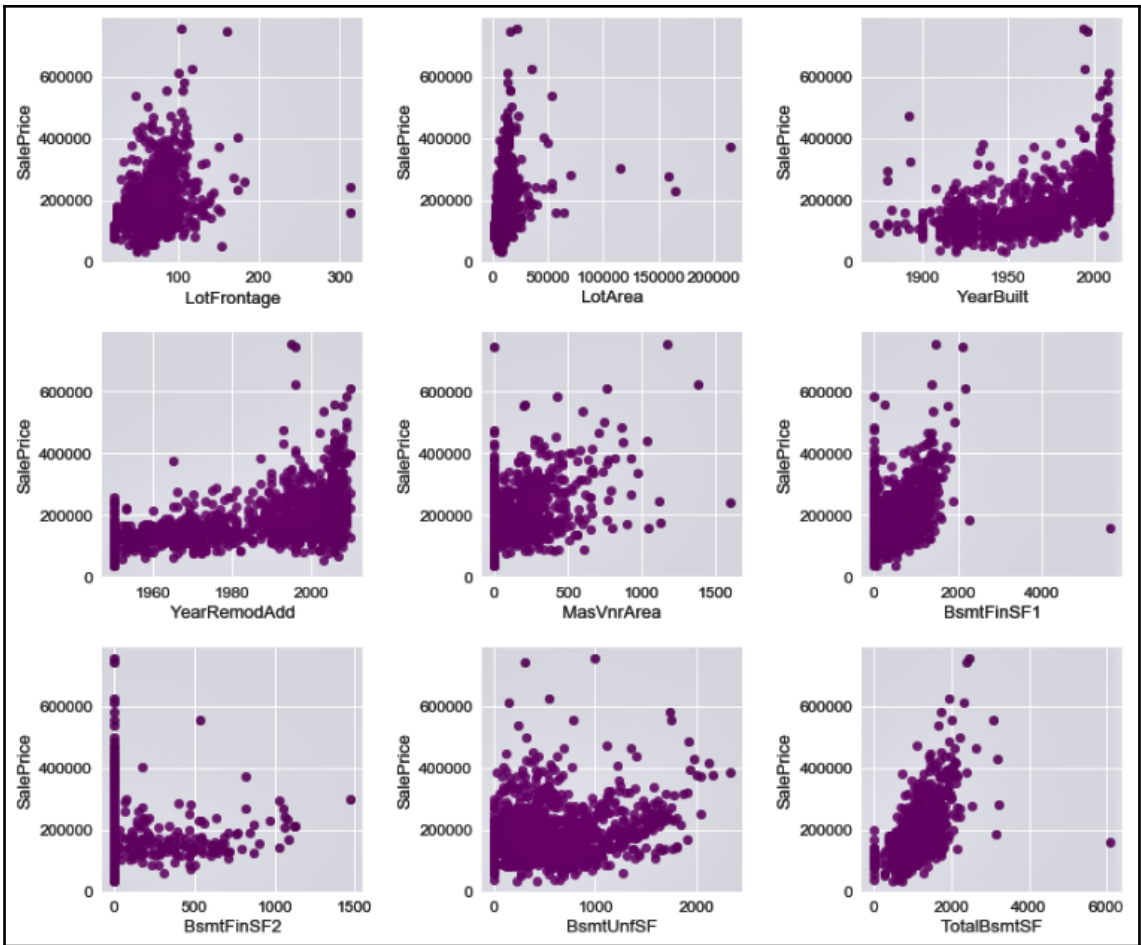 SalePrice
600000
400000
200000
0
100 200 300
LotFrontage
SalePrice
600000
400000
200000
0
0 50000 100000 150000 200000
LotArea
SalePrice
600000
400000
200000
0
1900 1950 2000
YearBuilt
SalePrice
600000
400000
200000
0
1960 1980 2000
YearRemodAdd
SalePrice
600000
400000
200000
0
0 500 1000 1500
MasVnrArea
SalePrice
600000
400000
200000
0
0 2000 4000
BsmtFinSF1
SalePrice
600000
400000
200000
0
0 500 1000 1500
BsmtFinSF2
SalePrice
600000
400000
200000
0
0 1000 2000
BsmtUnfSF
SalePrice
600000
400000
200000
0
0 2000 4000 6000
TotalBsmtSF